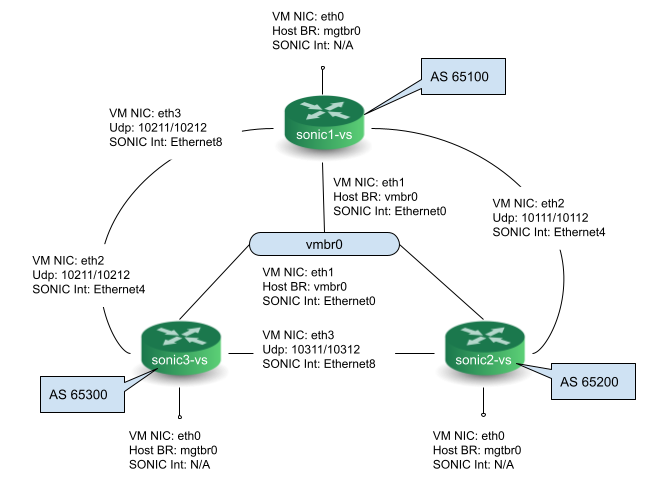 VM NIC: eth0
Host BR: mgtbr0
SONIC Int: N/A
AS 65100
VM NIC: eth3
Udp: 10211/10212
SONIC Int: Ethernet8
sonic1-vs
VM NIC: eth1
Host BR: vmbr0
SONIC Int: Ethernet0
VM NIC: eth2
Udp: 10111/10112
SONIC Int: Ethernet4
vmbr0
VM NIC: eth2
Udp: 10211/10212
SONIC Int: Ethernet4
VM NIC: eth1
Host BR: vmbr0
SONIC Int: Ethernet0
VM NIC: eth3
Udp: 10311/10312
SONIC Int: Ethernet8
sonic3-vs
sonic2-vs
AS 65300
AS 65200
VM NIC: eth0
Host BR: mgtbr0
SONIC Int: N/A
VM NIC: eth0
Host BR: mgtbr0
SONIC Int: N/A